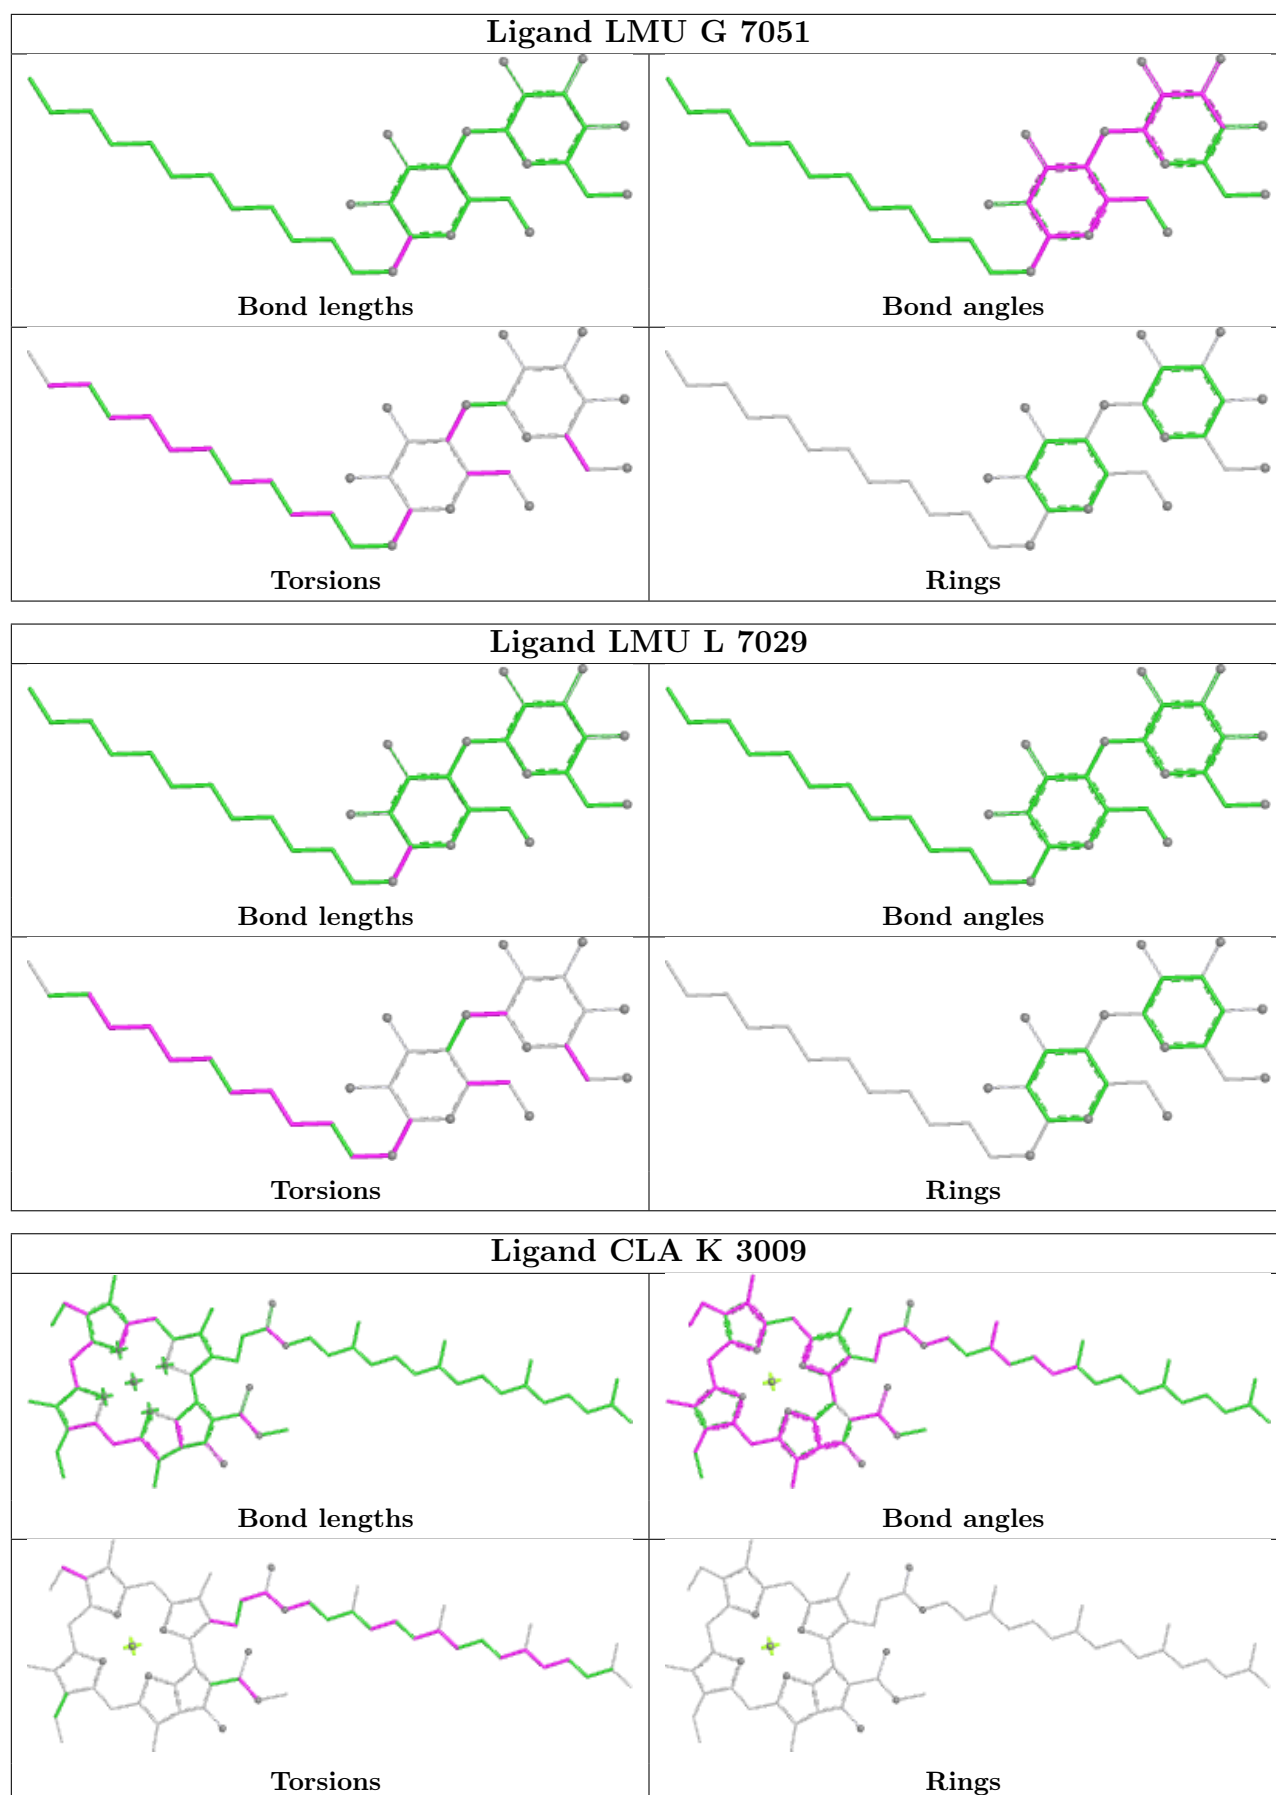 Ligand LMU G 7051
Bond lengths
Bond angles
Torsions
Rings
Ligand LMU L 7029
Bond lengths
Bond angles
Torsions
Rings
Ligand CLA K 3009
Bond lengths
Bond angles
Torsions
Rings